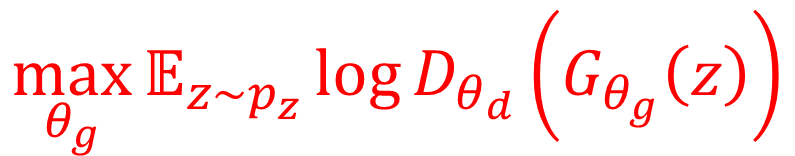 max_{θ_g} 𝔼_{z∼p_z} log D_{θ_d} (G_{θ_g}(z))